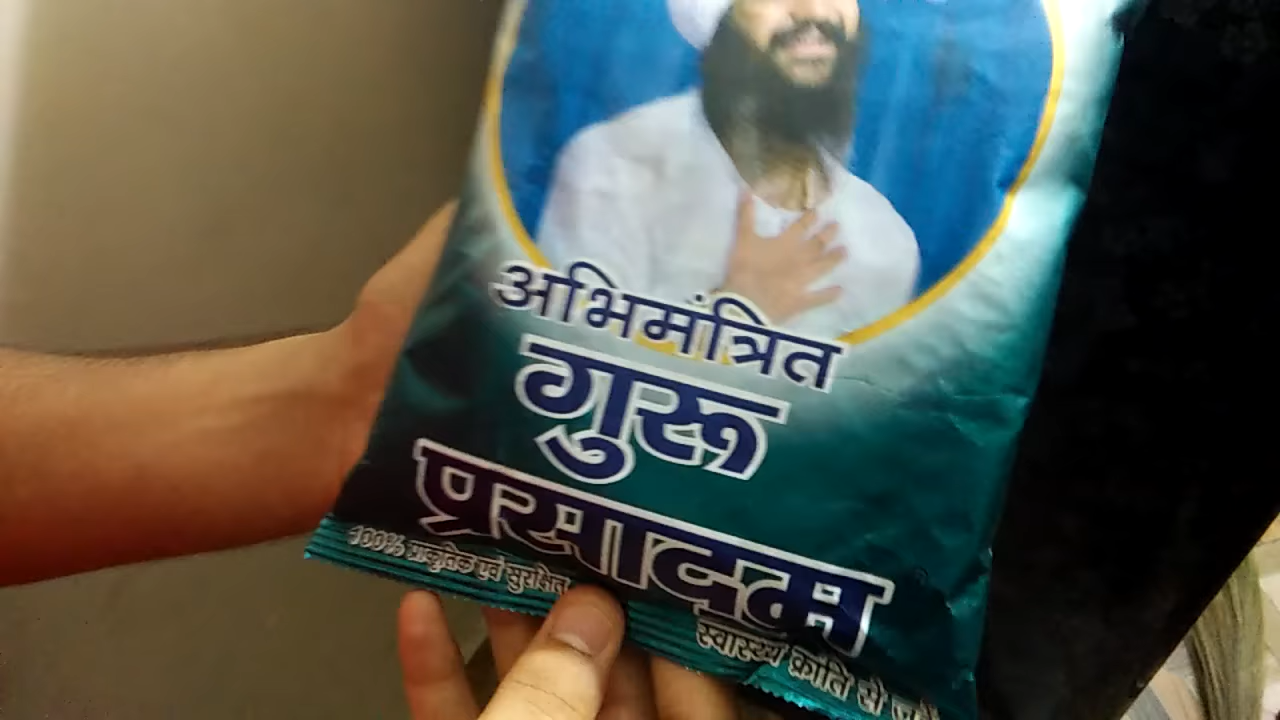 अभिमंत्रित
गुरू
प्रसादम
100% प्राकृतिक एवं सुरक्षित
स्वास्थ्य क्रांति से